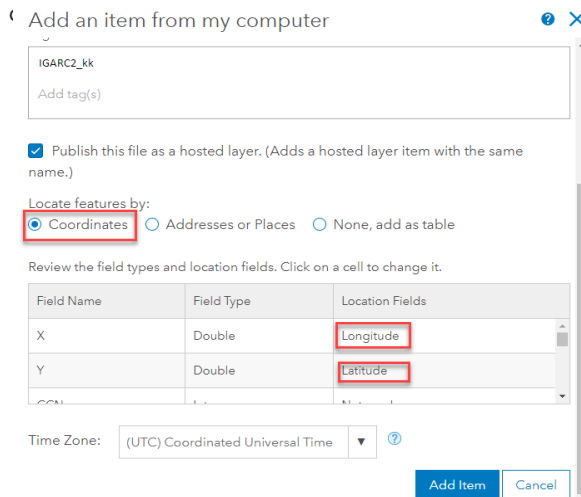 Add an item from my computer
IGARC2_kk
Add tag(s)
Publish this file as a hosted layer. (Adds a hosted layer item with the same
name.)
Locate features by:
Coordinates Addresses or Places None, add as table
Review the field types and location fields. Click on a cell to change it.
Field Name Field Type Location Fields
X Double Longitude
Y Double Latitude
Time Zone: (UTC) Coordinated Universal Time
Add Item Cancel